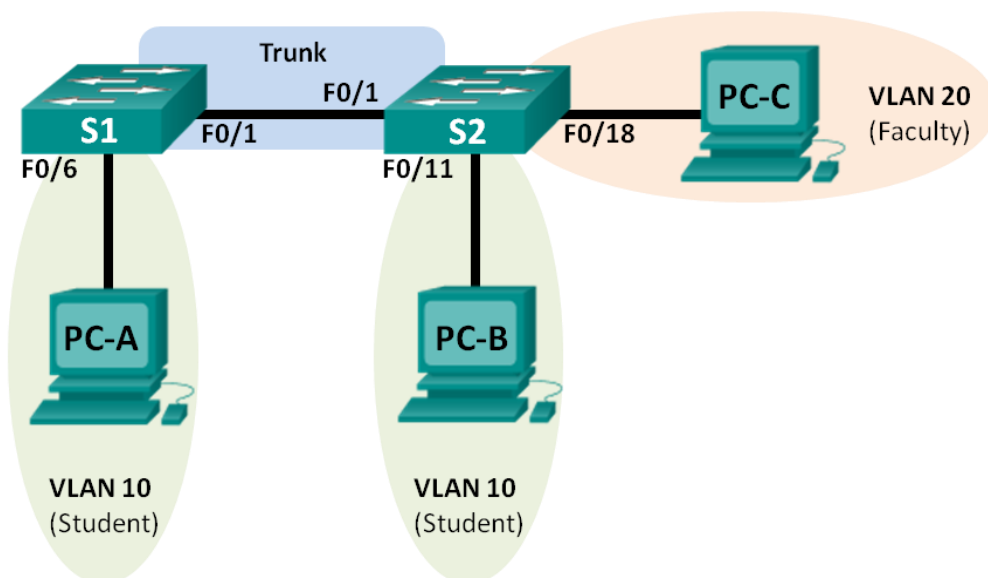 Trunk
F0/1
S1
F0/1
S2
F0/18
F0/6
F0/11
PC-C
VLAN 20
(Faculty)
PC-A
PC-B
VLAN 10
(Student)
VLAN 10
(Student)